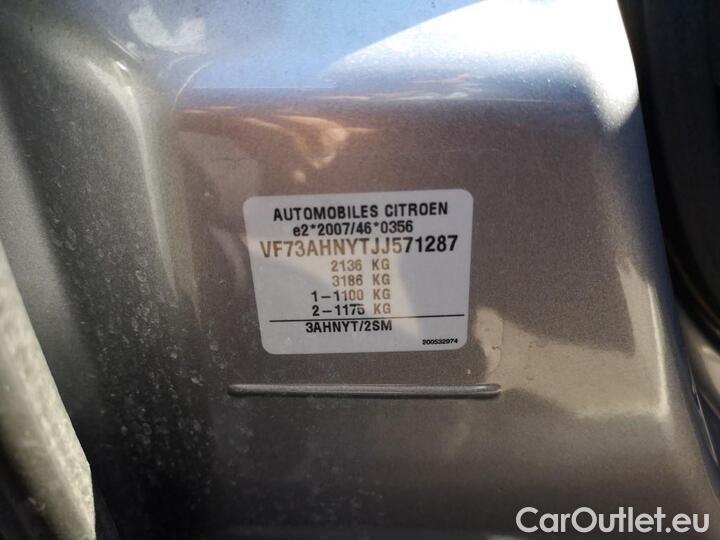 AUTOMOBILES CITROEN
e2*2007/46*0356
VF73AHNYTJJ571287
2136 KG
3186 KG
1-1100 KG
2-1175 KG
3AHNYT/2SM
200532974
CarOutlet.eu